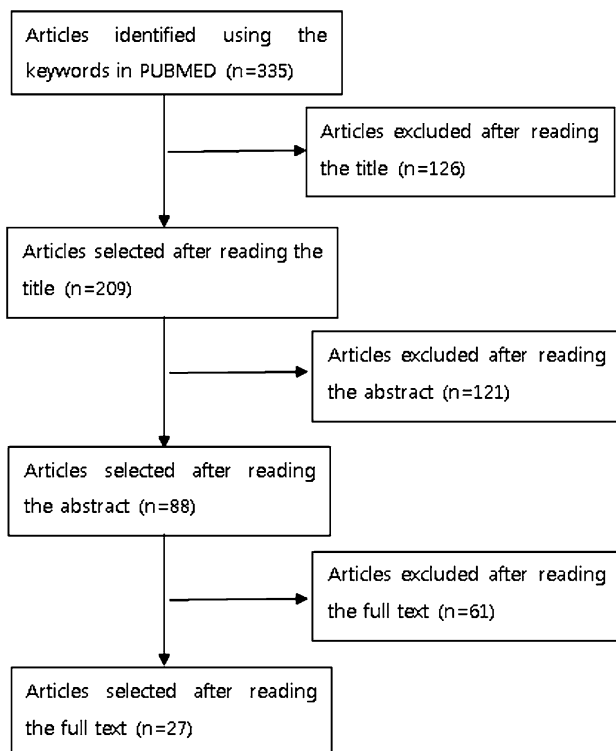 Articles identified using the
keywords in PUBMED (n=335)
Articles excluded after reading
the title (n=126)
Articles selected after reading the
title (n=209)
Articles excluded after reading
the abstract (n=121)
Articles selected after reading
the abstract (n=88)
Articles excluded after reading
the full text (n=61)
Articles selected after reading
the full text (n=27)